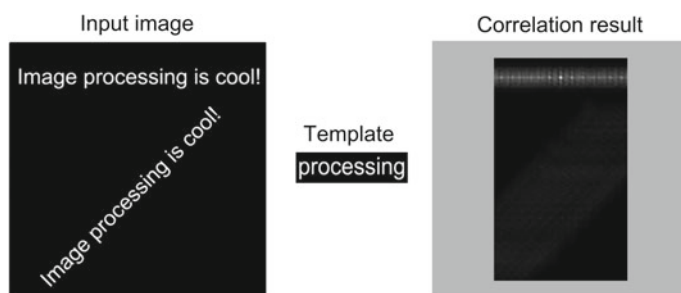 Input image
Correlation result
Image processing is cool!
Image processing is cool!
Template
processing